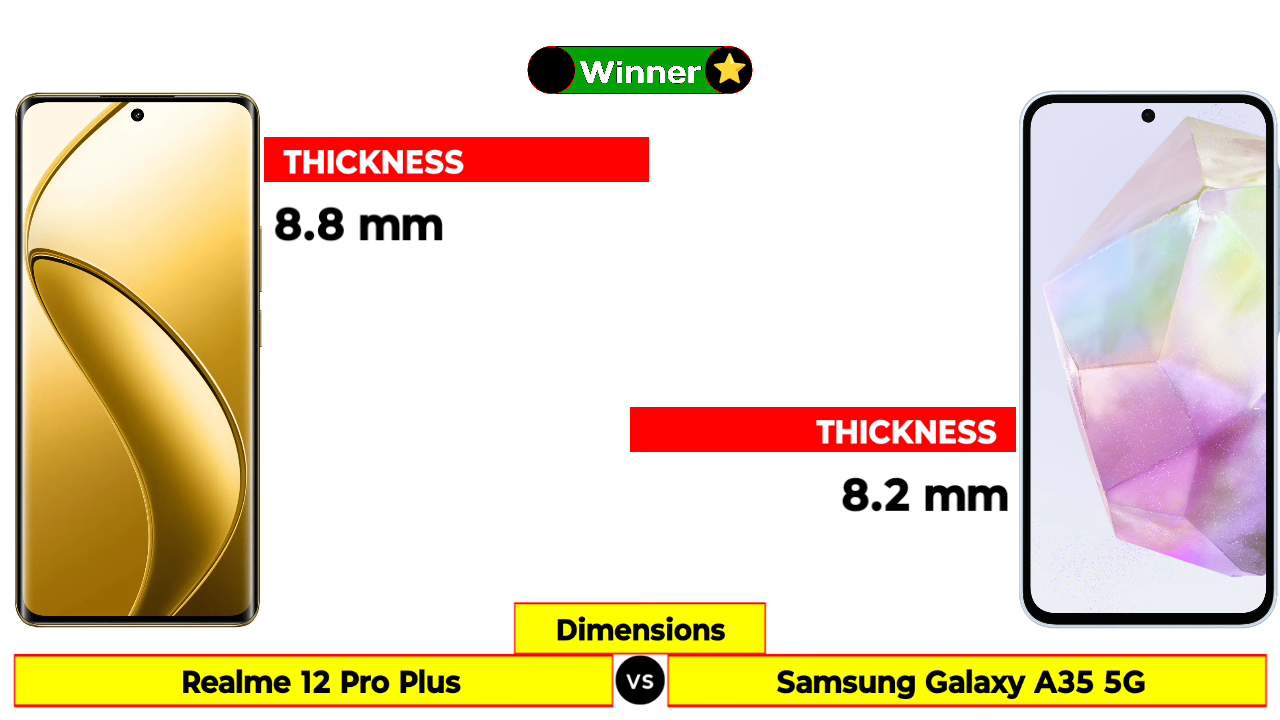 Winner
THICKNESS
8.8 mm
THICKNESS
8.2 mm
Dimensions
Realme 12 Pro Plus
VS
Samsung Galaxy A35 5G